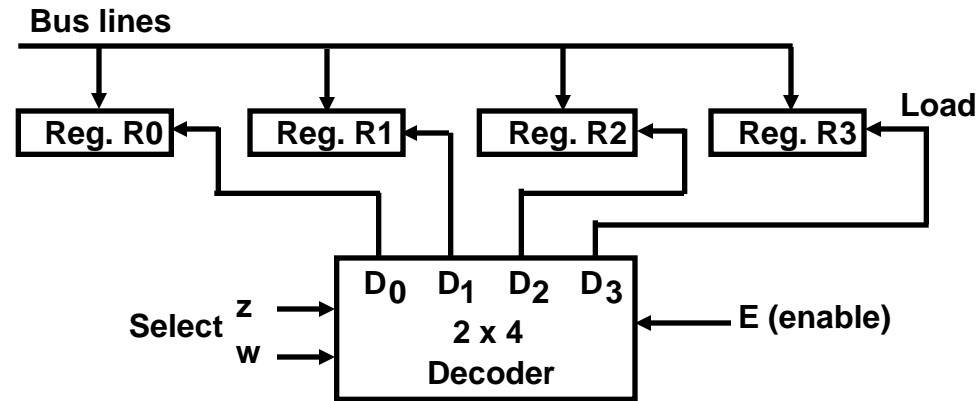 Bus lines
Load
Reg. R0 Reg. R1 Reg. R2 Reg. R3
D0 D1 D2 D3
Select z
w
2 x 4
Decoder
E (enable)